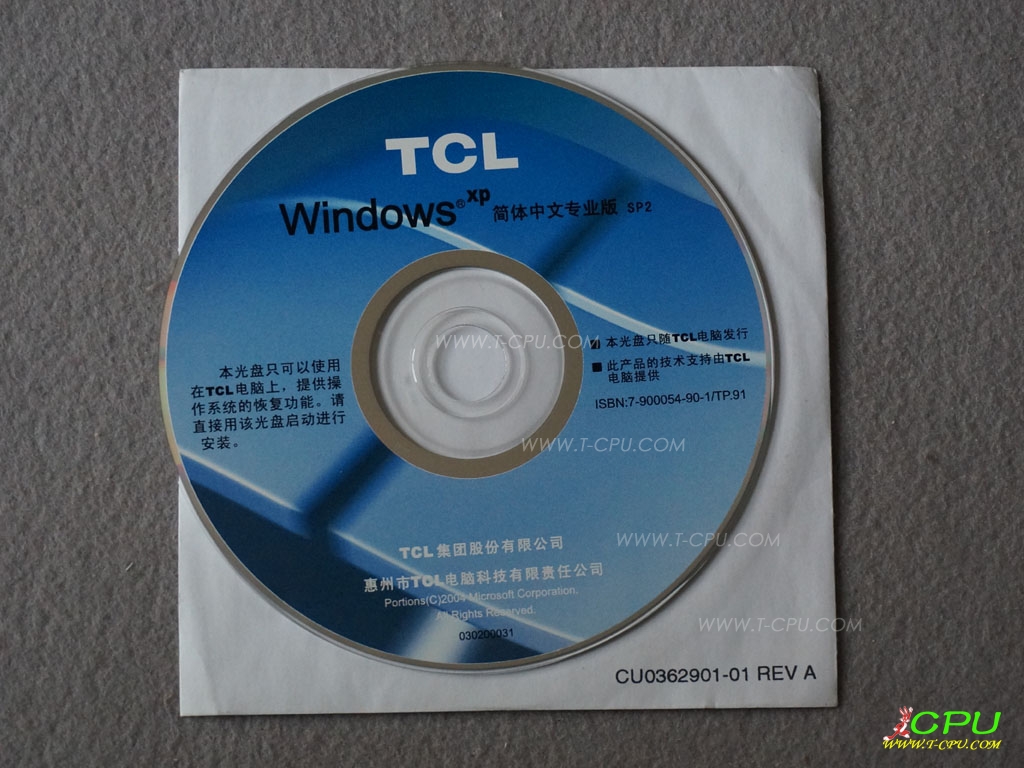 TCL
Windows® xp 简体中文专业版 SP2
本光盘只可以使用
在TCL电脑上，提供操
作系统的恢复功能。请
直接用该光盘启动进行
安装。
■ 本光盘只随TCL电脑发行
■ 此产品的技术支持由TCL
电脑提供
ISBN:7-900054-90-1/TP.91
TCL集团股份有限公司
惠州市TCL电脑科技有限责任公司
Portions(C)2004 Microsoft Corporation.
All Rights Reserved.
030200031
CU0362901-01 REV A
WWW.T-CPU.COM
WWW.T-CPU.COM
WWW.T-CPU.COM
WWW.T-CPU.COM
CPU
WWW.T-CPU.COM